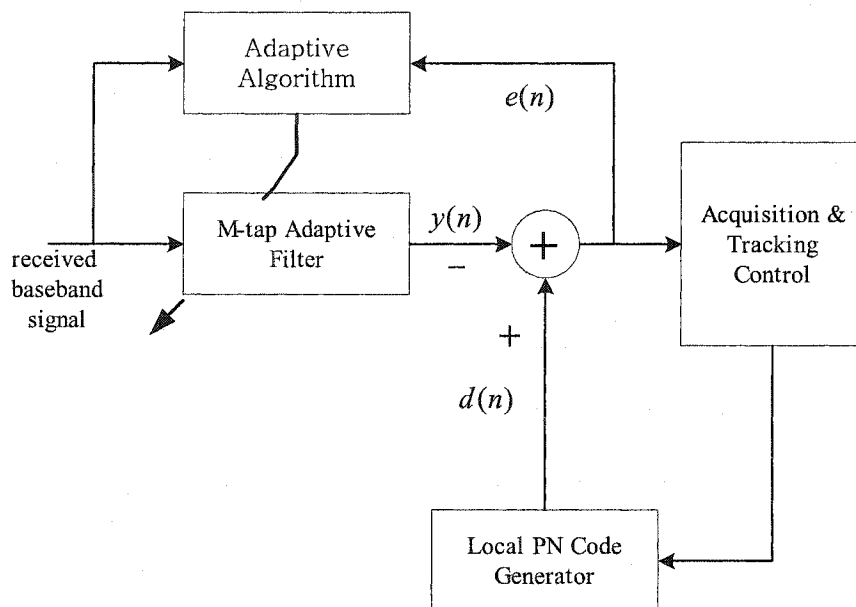 Adaptive
Algorithm
e(n)
M-tap Adaptive
Filter
y(n)
−
+
Acquisition &
Tracking
Control
received
baseband
signal
+
d(n)
Local PN Code
Generator